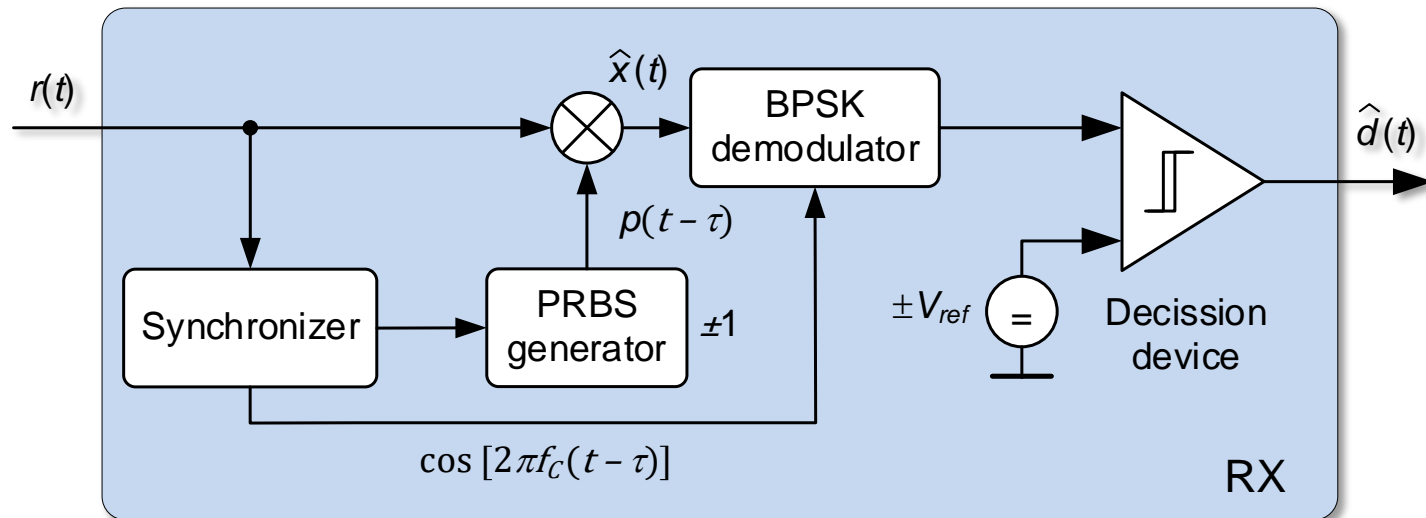 r(t)
x̂(t)
BPSK
demodulator
d̂(t)
p(t − τ)
Synchronizer
PRBS
generator
±1
±Vref
=
Decission
device
cos [2πfC(t − τ)]
RX